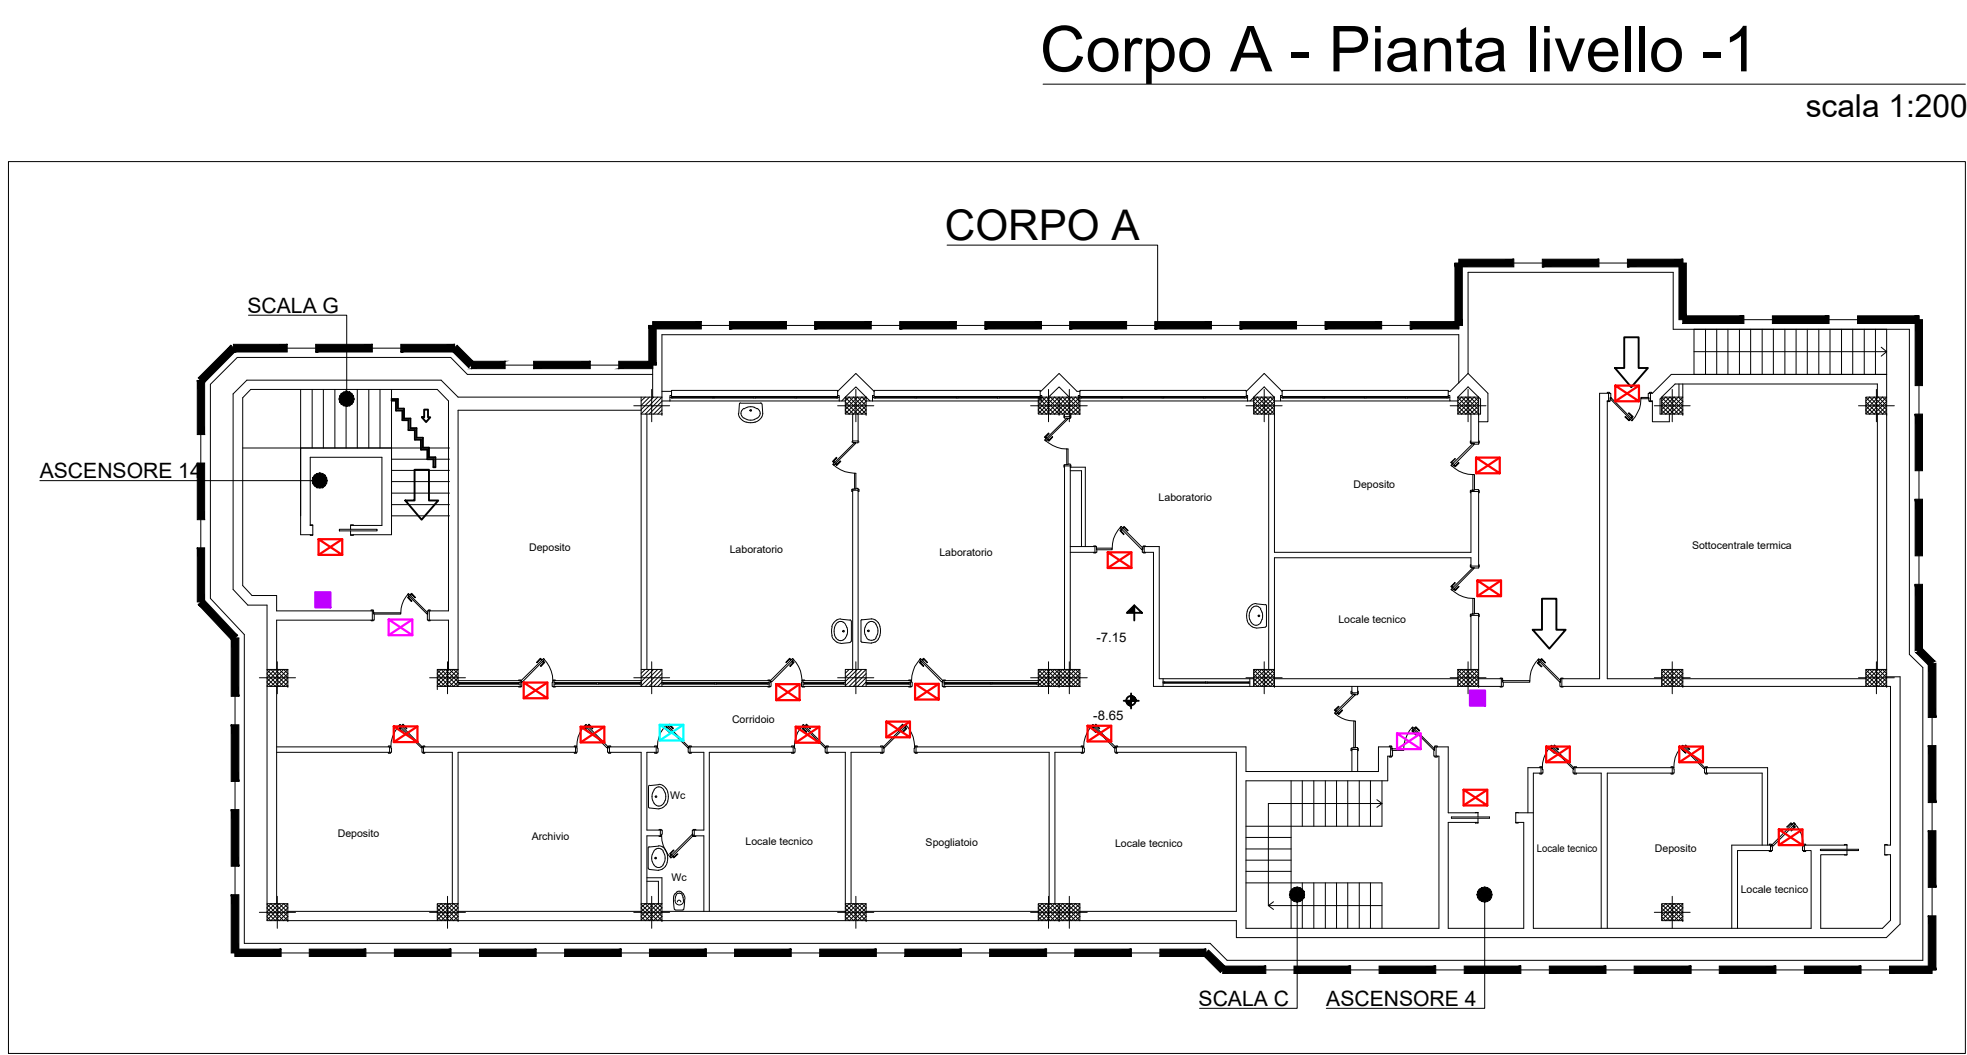 Corpo A - Pianta livello -1
scala 1:200
CORPO A
SCALA G
ASCENSORE 14
Deposito
Laboratorio
Laboratorio
Laboratorio
Deposito
Sottocentrale termica
Locale tecnico
-7.15
-8.65
Corridoio
Deposito
Archivio
Wc
Wc
Locale tecnico
Spogliatoio
Locale tecnico
Locale tecnico
Deposito
Locale tecnico
SCALA C
ASCENSORE 4